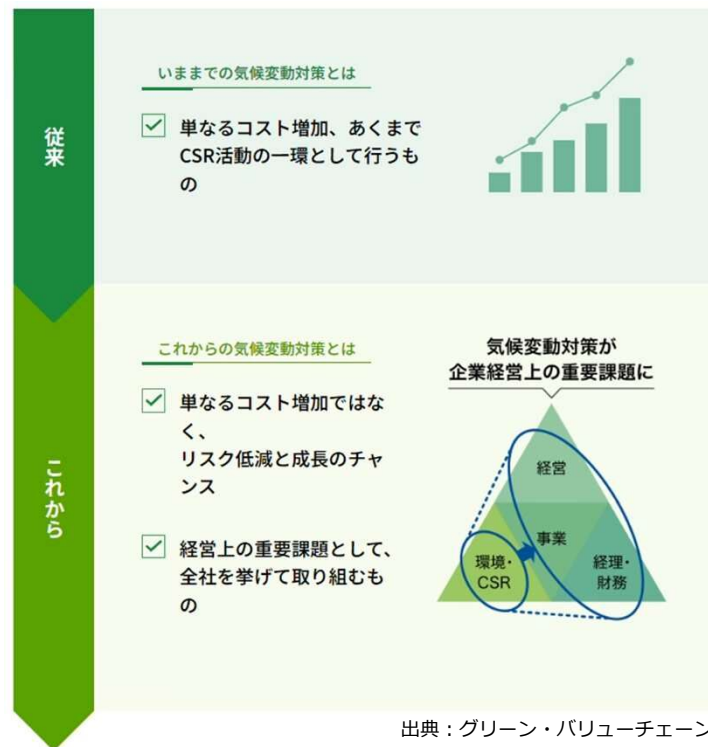 従来
いままでの気候変動対策とは
単なるコスト増加、あくまで
CSR活動の一環として行うも
の
これから
これからの気候変動対策とは
単なるコスト増加ではな
く、
リスク低減と成長のチャ
ンス
経営上の重要課題として、
全社を挙げて取り組むも
の
気候変動対策が
企業経営上の重要課題に
経営
事業
環境・
CSR
経理・
財務
出典：グリーン・バリューチェーン